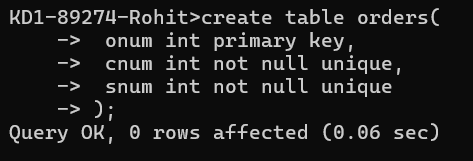 KD1-89274-Rohit>create table orders(
    ->  onum int primary key,
    ->  cnum int not null unique,
    ->  snum int not null unique
    -> );
Query OK, 0 rows affected (0.06 sec)